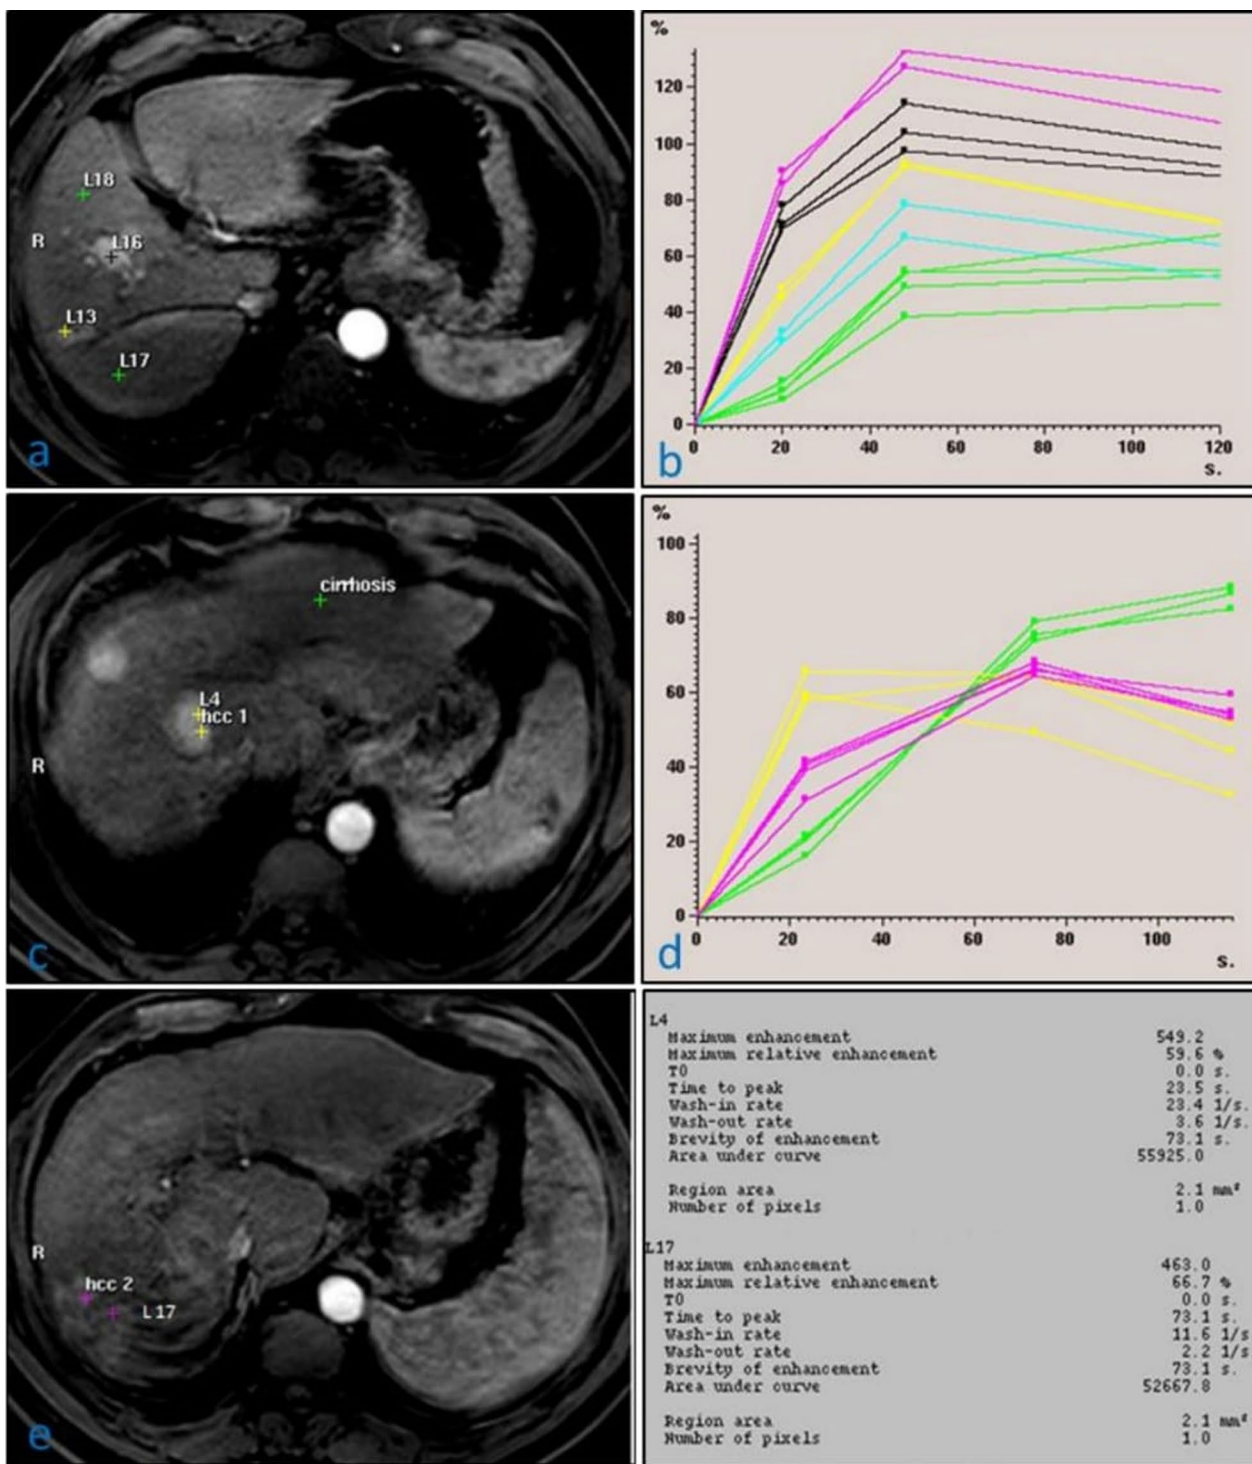 L18
R
L16
L13
L17
a
%
120
100
80
60
40
20
0
0 20 40 60 80 100 120
s.
b
cirrhosis
L4
hcc 1
R
c
%
100
80
60
40
20
0
0 20 40 60 80 100
s.
d
R
hcc 2
L17
e
L4
Maximum enhancement 549.2
Maximum relative enhancement 59.6 %
T0 0.0 s.
Time to peak 23.5 s.
Wash-in rate 23.4 1/s.
Wash-out rate 3.6 1/s.
Brevity of enhancement 73.1 s.
Area under curve 55925.0
Region area 2.1 mm²
Number of pixels 1.0
L17
Maximum enhancement 463.0
Maximum relative enhancement 66.7 %
T0 0.0 s.
Time to peak 73.1 s.
Wash-in rate 11.6 1/s
Wash-out rate 2.2 1/s
Brevity of enhancement 73.1 s.
Area under curve 52667.8
Region area 2.1 mm²
Number of pixels 1.0